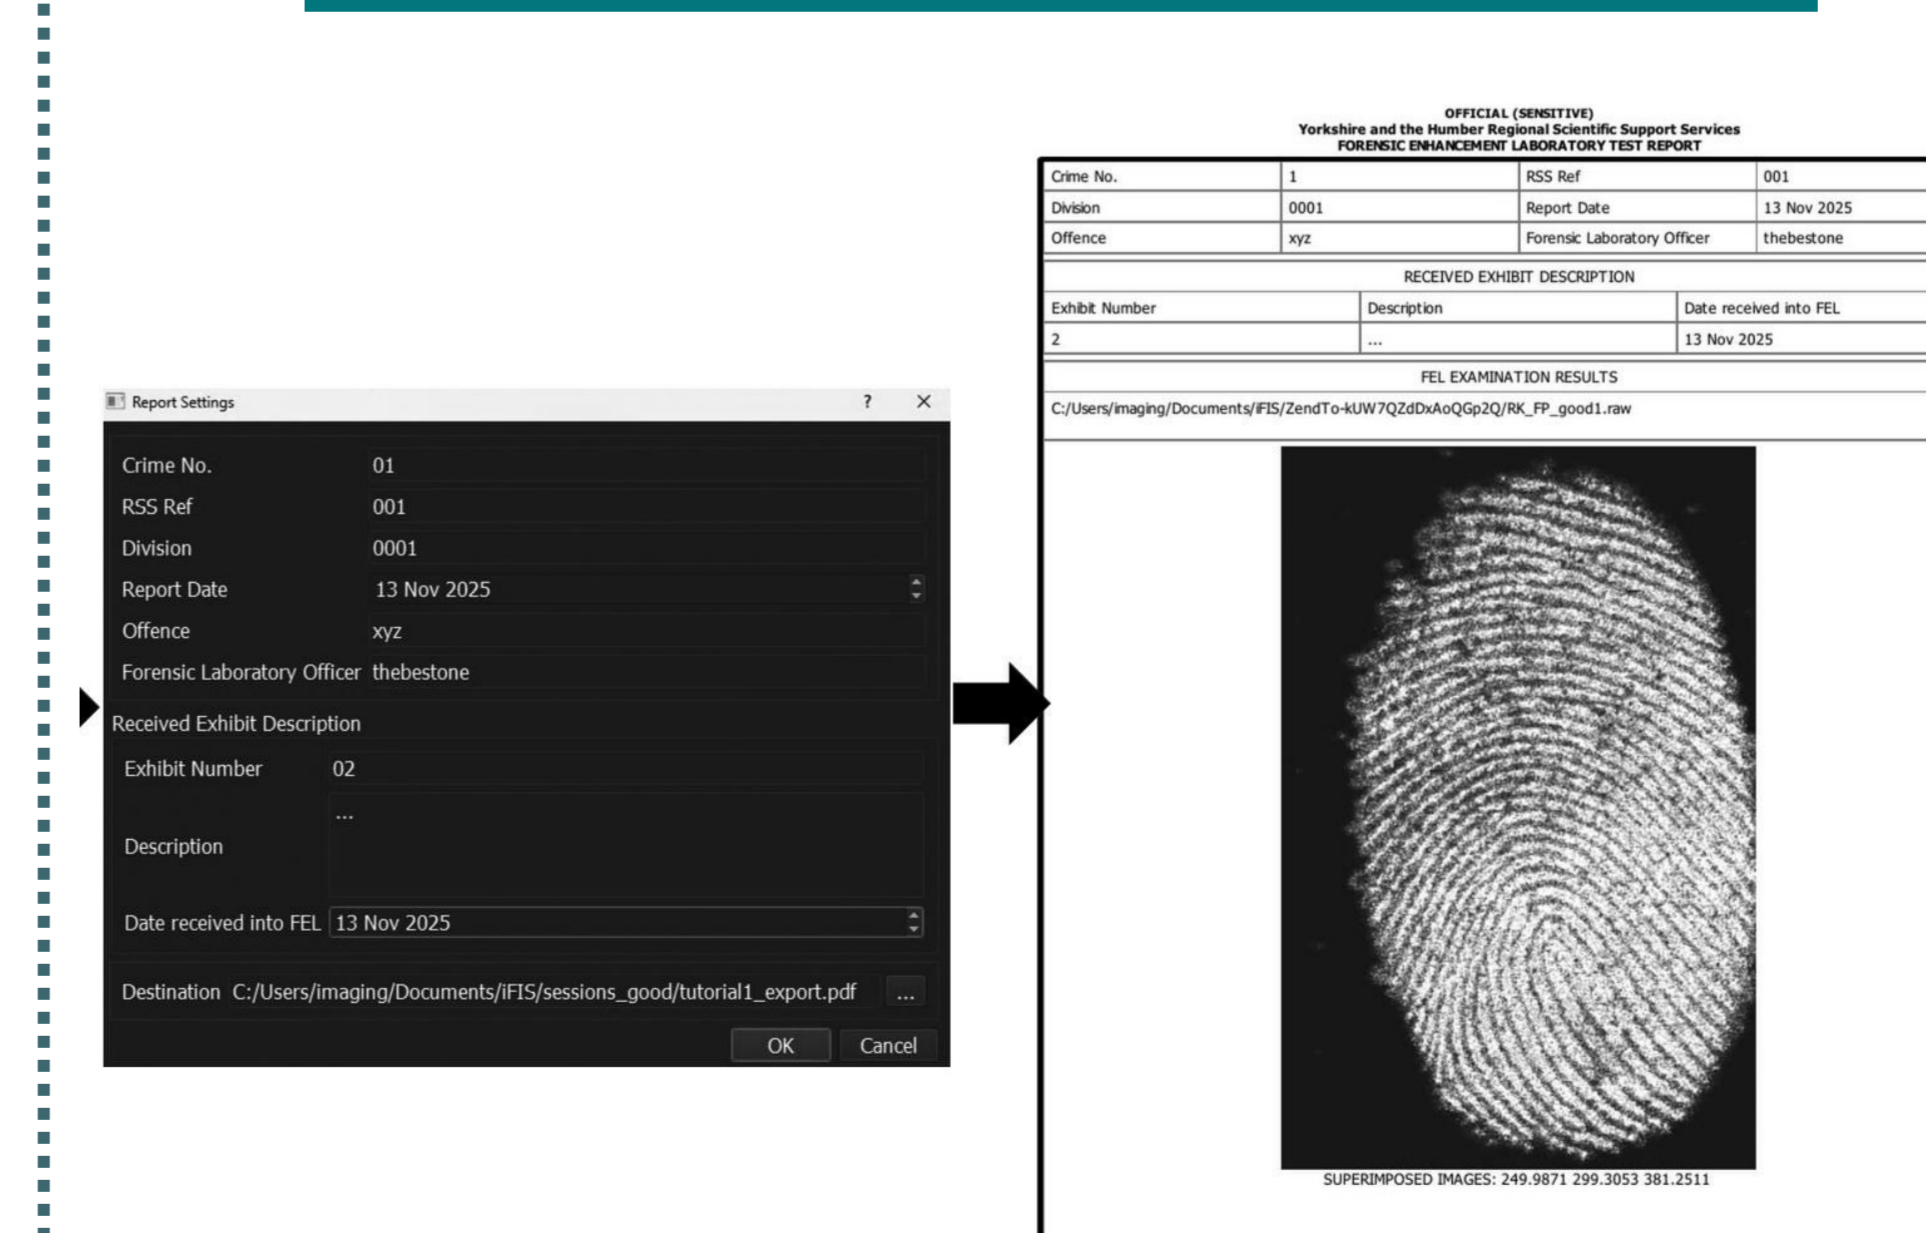 Report Settings ? ×
Crime No. 01
RSS Ref 001
Division 0001
Report Date 13 Nov 2025
Offence xyz
Forensic Laboratory Officer thebestone
Received Exhibit Description
Exhibit Number 02
Description ...
Date received into FEL 13 Nov 2025
Destination C:/Users/imaging/Documents/iFIS/sessions_good/tutorial1_export.pdf ...
OK Cancel
OFFICIAL (SENSITIVE)
Yorkshire and the Humber Regional Scientific Support Services
FORENSIC ENHANCEMENT LABORATORY TEST REPORT
Crime No. 1 RSS Ref 001
Division 0001 Report Date 13 Nov 2025
Offence xyz Forensic Laboratory Officer thebestone
RECEIVED EXHIBIT DESCRIPTION
Exhibit Number Description Date received into FEL
2 ... 13 Nov 2025
FEL EXAMINATION RESULTS
C:/Users/imaging/Documents/iFIS/ZendTo-kUW7QZdDxAoQGp2Q/RK_FP_good1.raw
SUPERIMPOSED IMAGES: 249.9871 299.3053 381.2511